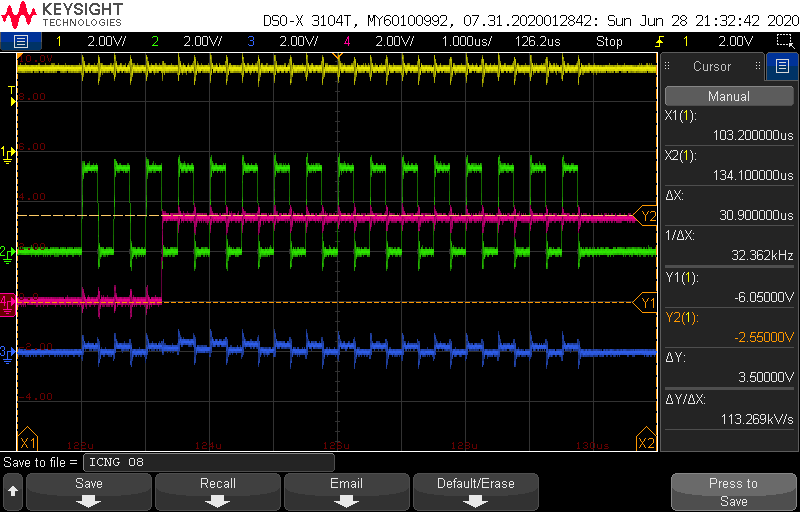 KEYSIGHT
TECHNOLOGIES
DSO-X 3104T, MY60100992, 07.31.2020012842: Sun Jun 28 21:32:42 2020
1 2.00V/ 2 2.00V/ 3 2.00V/ 4 2.00V/ 1.000us/ 126.2us Stop 1 2.00V
Cursor
Manual
X1(1):
103.200000us
X2(1):
134.100000us
ΔX:
30.900000us
1/ΔX:
32.362kHz
Y1(1):
-6.05000V
Y2(1):
-2.55000V
ΔY:
3.50000V
ΔY/ΔX:
113.269kV/s
T
1
2
4
3
Y2
Y1
X1
X2
Save to file = ICNG 08
Save
Recall
Email
Default/Erase
Press to
Save